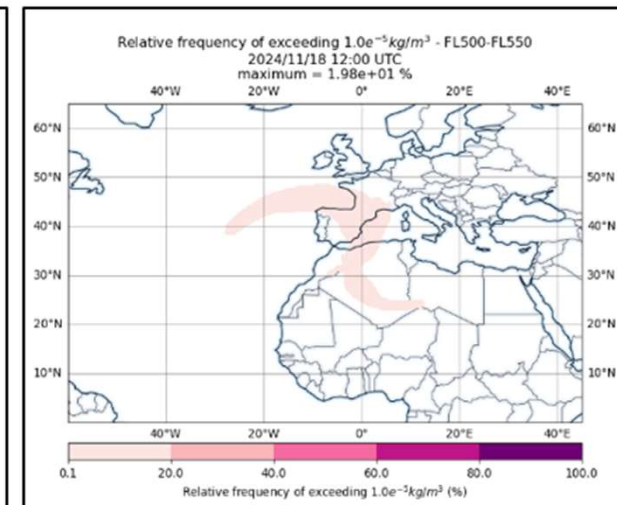 Relative frequency of exceeding 1.0e⁻⁵kg/m³ - FL500-FL550
2024/11/18 12:00 UTC
maximum = 1.98e+01 %
40°W 20°W 0° 20°E 40°E
60°N 60°N
50°N 50°N
40°N 40°N
30°N 30°N
20°N 20°N
10°N 10°N
40°W 20°W 0° 20°E 40°E
0.1 20.0 40.0 60.0 80.0 100.0
Relative frequency of exceeding 1.0e⁻⁵kg/m³ (%)